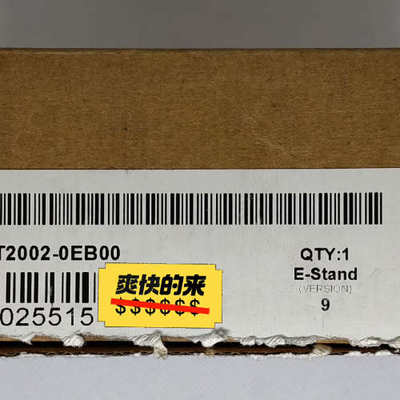 T2002-0EB00
QTY:1
E-Stand
(VERSION)
9
爽快的来
$$$$$$
025515